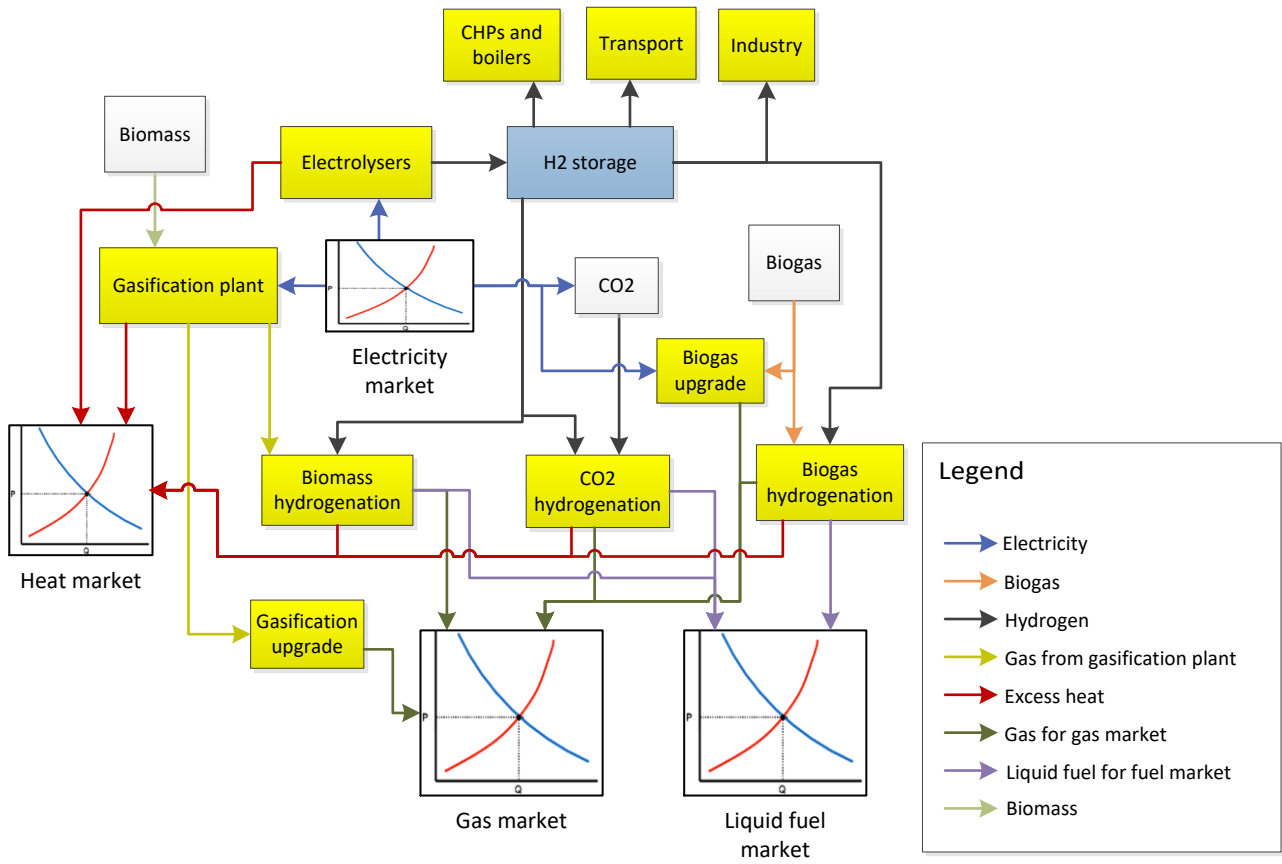 CHPs and
boilers
Transport
Industry
Biomass
Electrolysers
H2 storage
Gasification plant
P
Q
Electricity
market
CO2
Biogas
Biogas
upgrade
P
Q
Heat market
Biomass
hydrogenation
CO2
hydrogenation
Biogas
hydrogenation
Gasification
upgrade
P
Q
Gas market
P
Q
Liquid fuel
market
Legend
Electricity
Biogas
Hydrogen
Gas from gasification plant
Excess heat
Gas for gas market
Liquid fuel for fuel market
Biomass